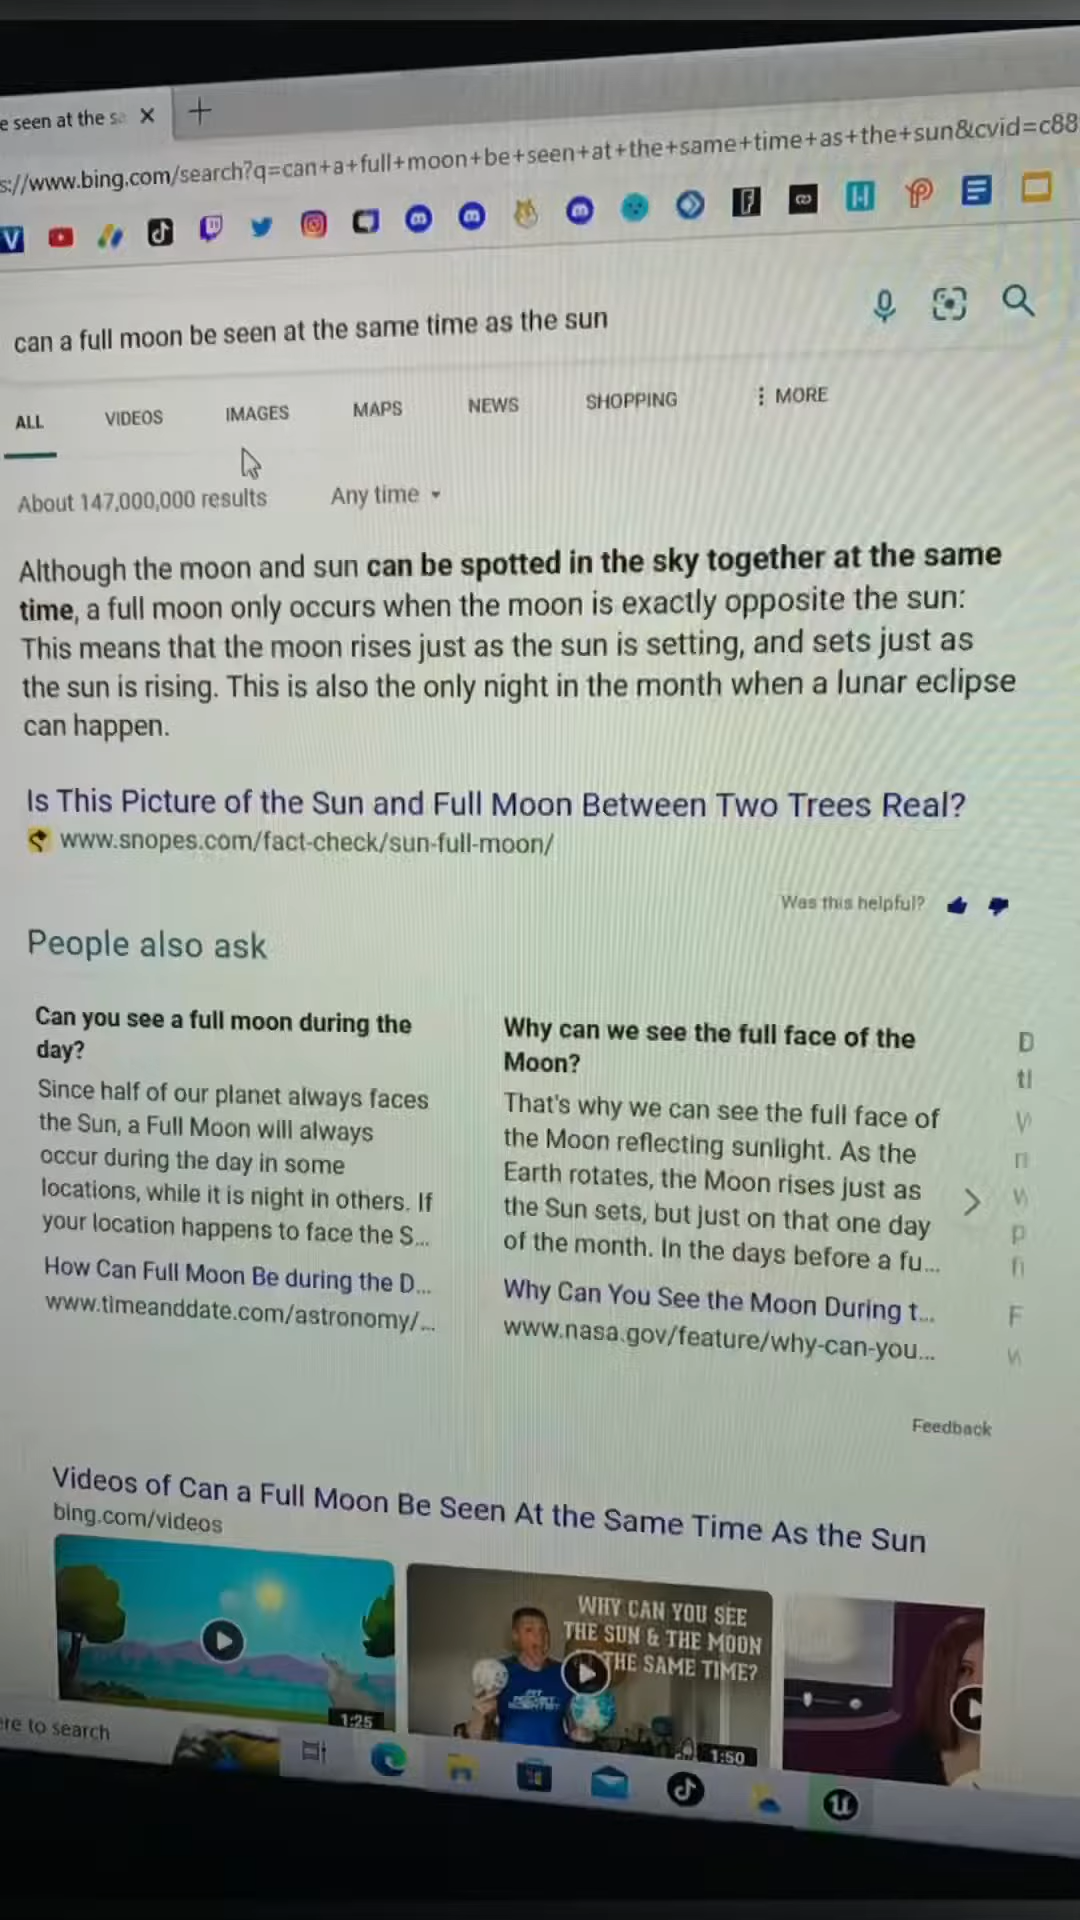 e seen at the sa
s://www.bing.com/search?q=can+a+full+moon+be+seen+at+the+same+time+as+the+sun&cvid=c88
can a full moon be seen at the same time as the sun
ALL VIDEOS IMAGES MAPS NEWS SHOPPING MORE
About 147,000,000 results Any time
Although the moon and sun can be spotted in the sky together at the same
time, a full moon only occurs when the moon is exactly opposite the sun:
This means that the moon rises just as the sun is setting, and sets just as
the sun is rising. This is also the only night in the month when a lunar eclipse
can happen.
Is This Picture of the Sun and Full Moon Between Two Trees Real?
www.snopes.com/fact-check/sun-full-moon/
Was this helpful?
People also ask
Can you see a full moon during the
day?
Since half of our planet always faces
the Sun, a Full Moon will always
occur during the day in some
locations, while it is night in others. If
your location happens to face the S...
How Can Full Moon Be during the D...
www.timeanddate.com/astronomy/...
Why can we see the full face of the
Moon?
That's why we can see the full face of
the Moon reflecting sunlight. As the
Earth rotates, the Moon rises just as
the Sun sets, but just on that one day
of the month. In the days before a fu...
Why Can You See the Moon During t...
www.nasa.gov/feature/why-can-you...
Feedback
Videos of Can a Full Moon Be Seen At the Same Time As the Sun
bing.com/videos
1:25
WHY CAN YOU SEE
THE SUN & THE MOON
THE SAME TIME?
1:50
ere to search